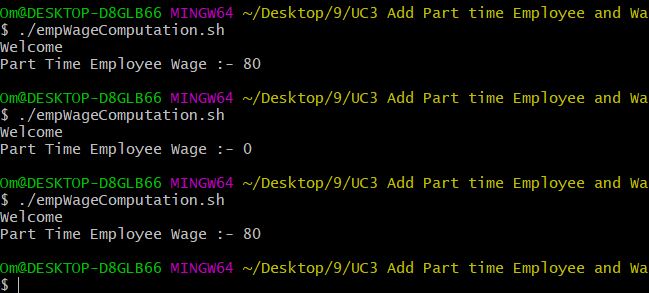 Om@DESKTOP-D8GLB66 MINGW64 ~/Desktop/9/UC3 Add Part time Employee and Wa
$ ./empWageComputation.sh
Welcome
Part Time Employee Wage :- 80
Om@DESKTOP-D8GLB66 MINGW64 ~/Desktop/9/UC3 Add Part time Employee and Wa
$ ./empWageComputation.sh
Welcome
Part Time Employee Wage :- 0
Om@DESKTOP-D8GLB66 MINGW64 ~/Desktop/9/UC3 Add Part time Employee and Wa
$ ./empWageComputation.sh
Welcome
Part Time Employee Wage :- 80
Om@DESKTOP-D8GLB66 MINGW64 ~/Desktop/9/UC3 Add Part time Employee and Wa
$